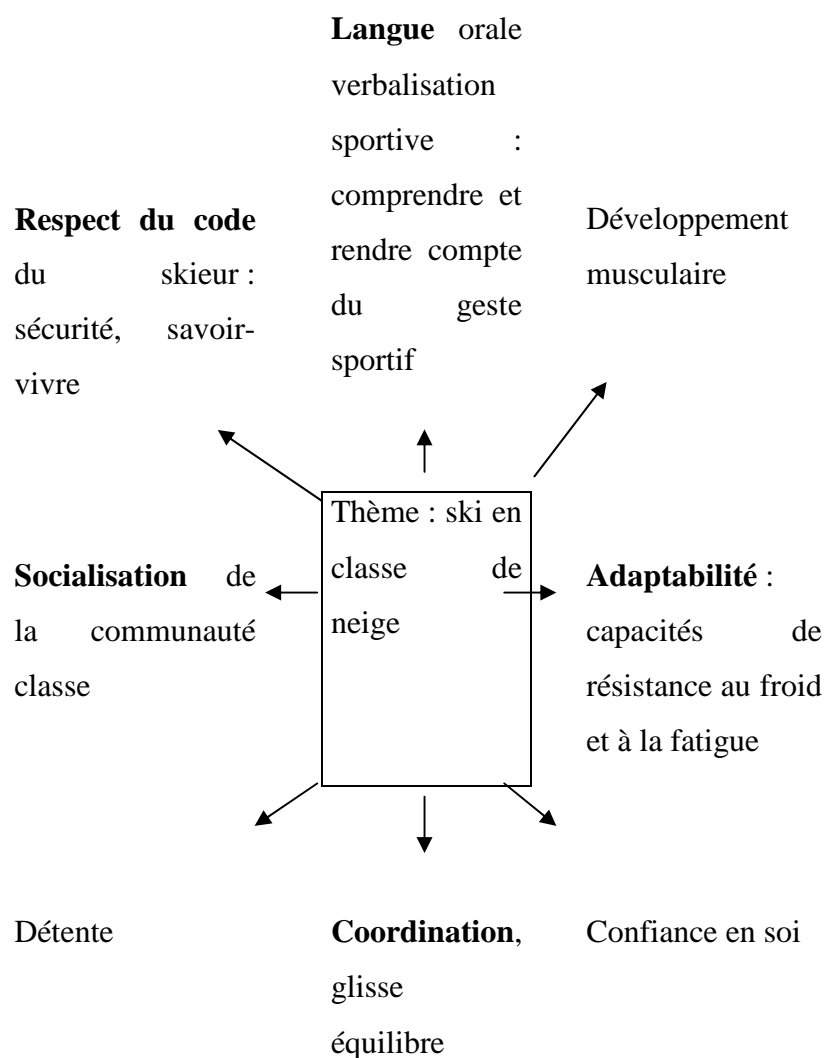 Langue orale
verbalisation
sportive :
comprendre et
rendre compte
du geste
sportif
Respect du code
du skieur :
sécurité, savoir-
vivre
Développement
musculaire
Thème : ski en
classe de
neige
Socialisation de
la communauté
classe
Adaptabilité :
capacités de
résistance au froid
et à la fatigue
Détente
Coordination,
glisse
équilibre
Confiance en soi